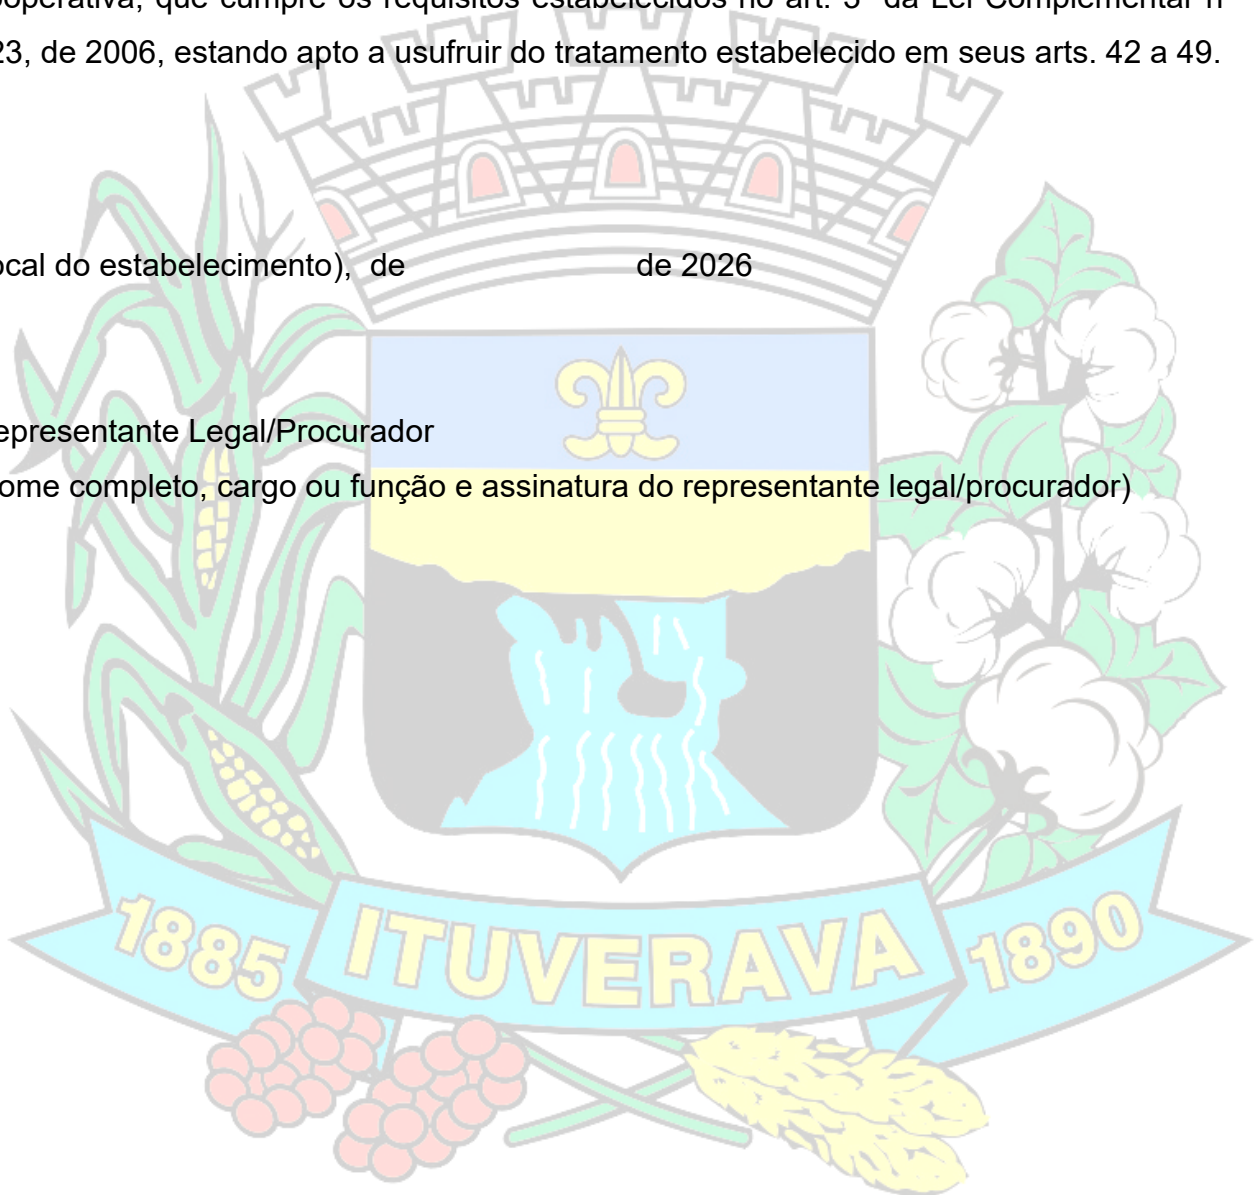 ooperativa, que cumpre os requisitos estabelecidos no art. 3° da Lei Complementar n°
23, de 2006, estando apto a usufruir do tratamento estabelecido em seus arts. 42 a 49.
ocal do estabelecimento), de de 2026
epresentante Legal/Procurador
ome completo, cargo ou função e assinatura do representante legal/procurador)
1885 ITUVERAVA 1890